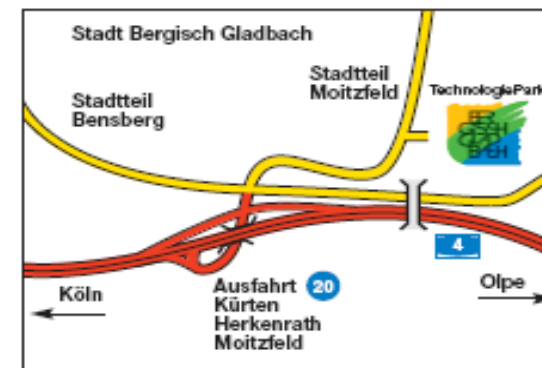 Stadt Bergisch Gladbach
Stadtteil
Moitzfeld
TechnologiePark
Stadtteil
Bensberg
4
Köln
Ausfahrt 20
Kürten
Herkenrath
Moitzfeld
Olpe